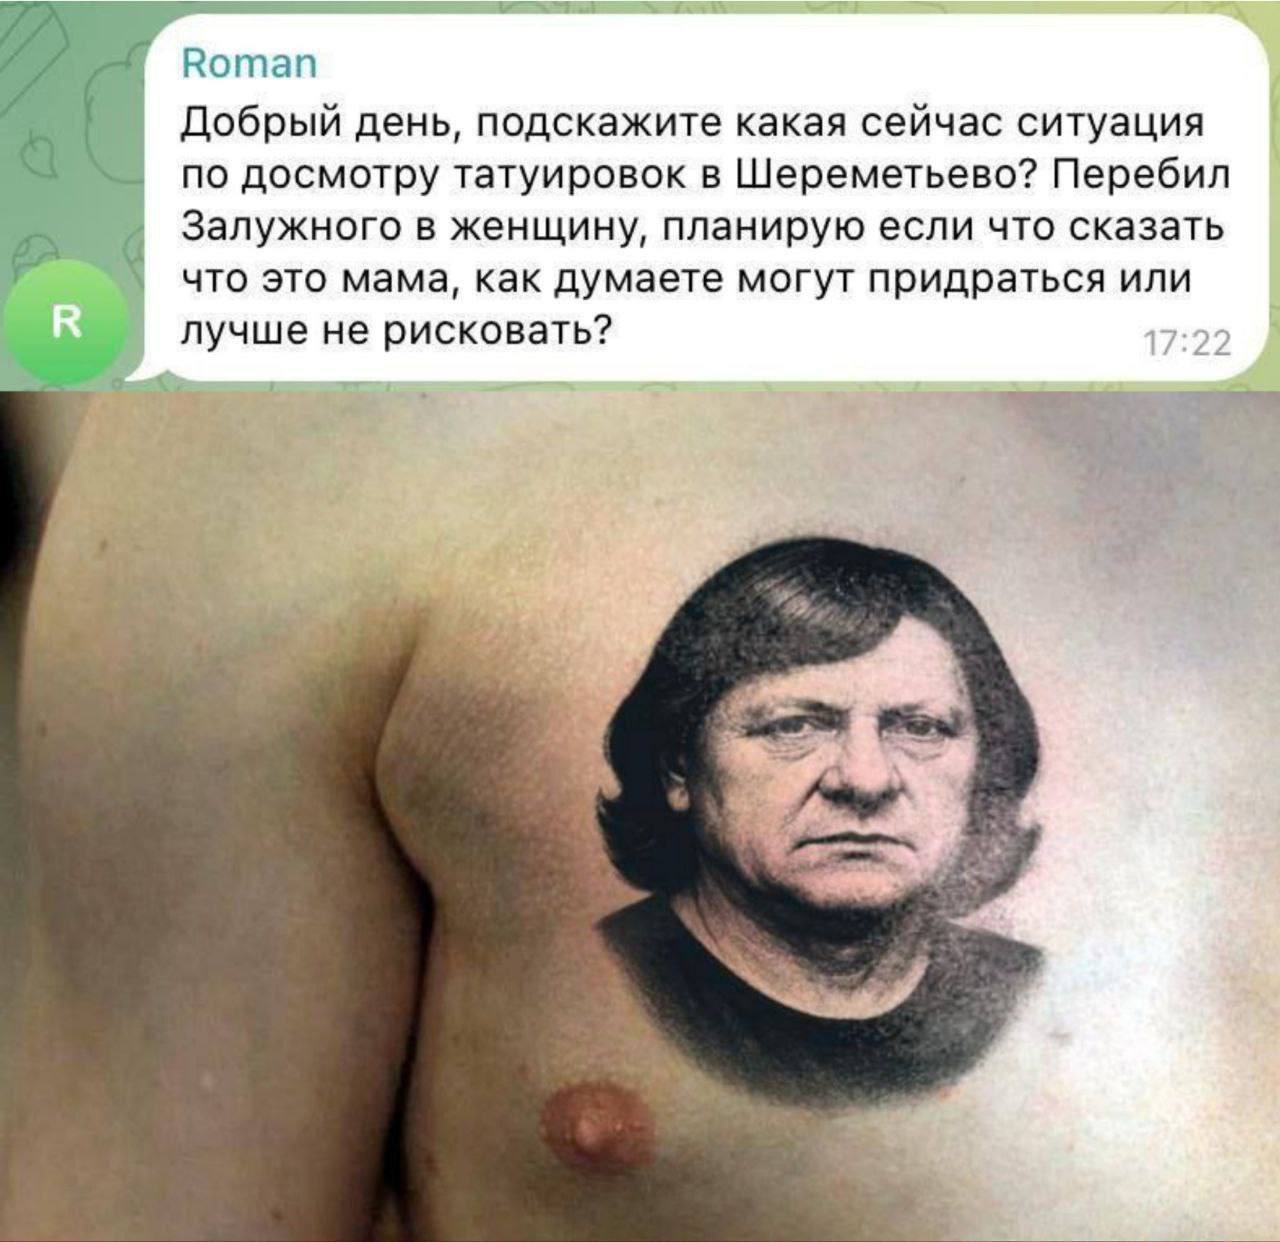 Roman
Добрый день, подскажите какая сейчас ситуация
по досмотру татуировок в Шереметьево? Перебил
Залужного в женщину, планирую если что сказать
что это мама, как думаете могут придраться или
лучше не рисковать?
17:22
R